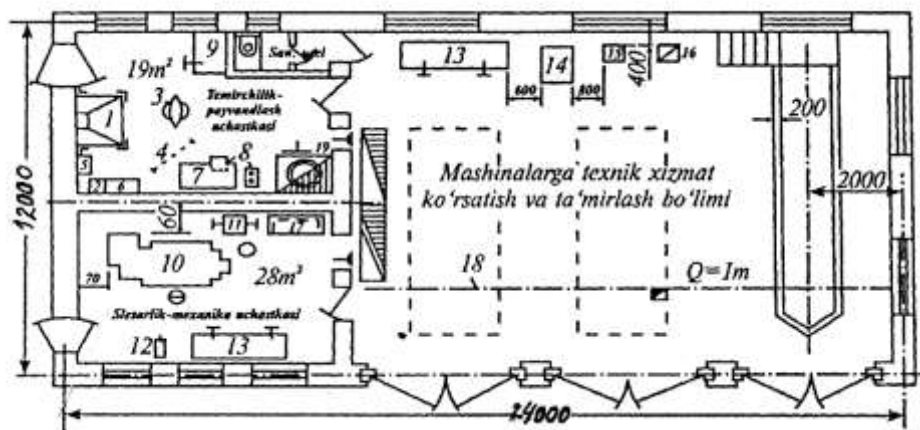 9
San.uzel
13
14
15
16
19m²
400
3
Temirchilik-
payvandlash
uchastkasi
600
800
1
200
4
8
19
5
7
2
6
Mashinalarga texnik xizmat
ko‘rsatish va ta’mirlash bo‘limi
12000
2000
60
11
17
10
28m²
18
Q=1m
70
Slesarlik-mexanika uchastkasi
12
13
24000